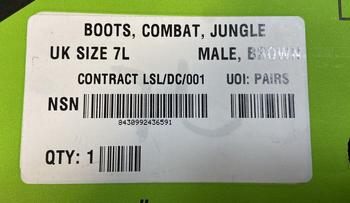 BOOTS, COMBAT, JUNGLE
UK SIZE 7L MALE, BROWN
CONTRACT LSL/DC/001 UOI: PAIRS
NSN
8430992436591
QTY: 1